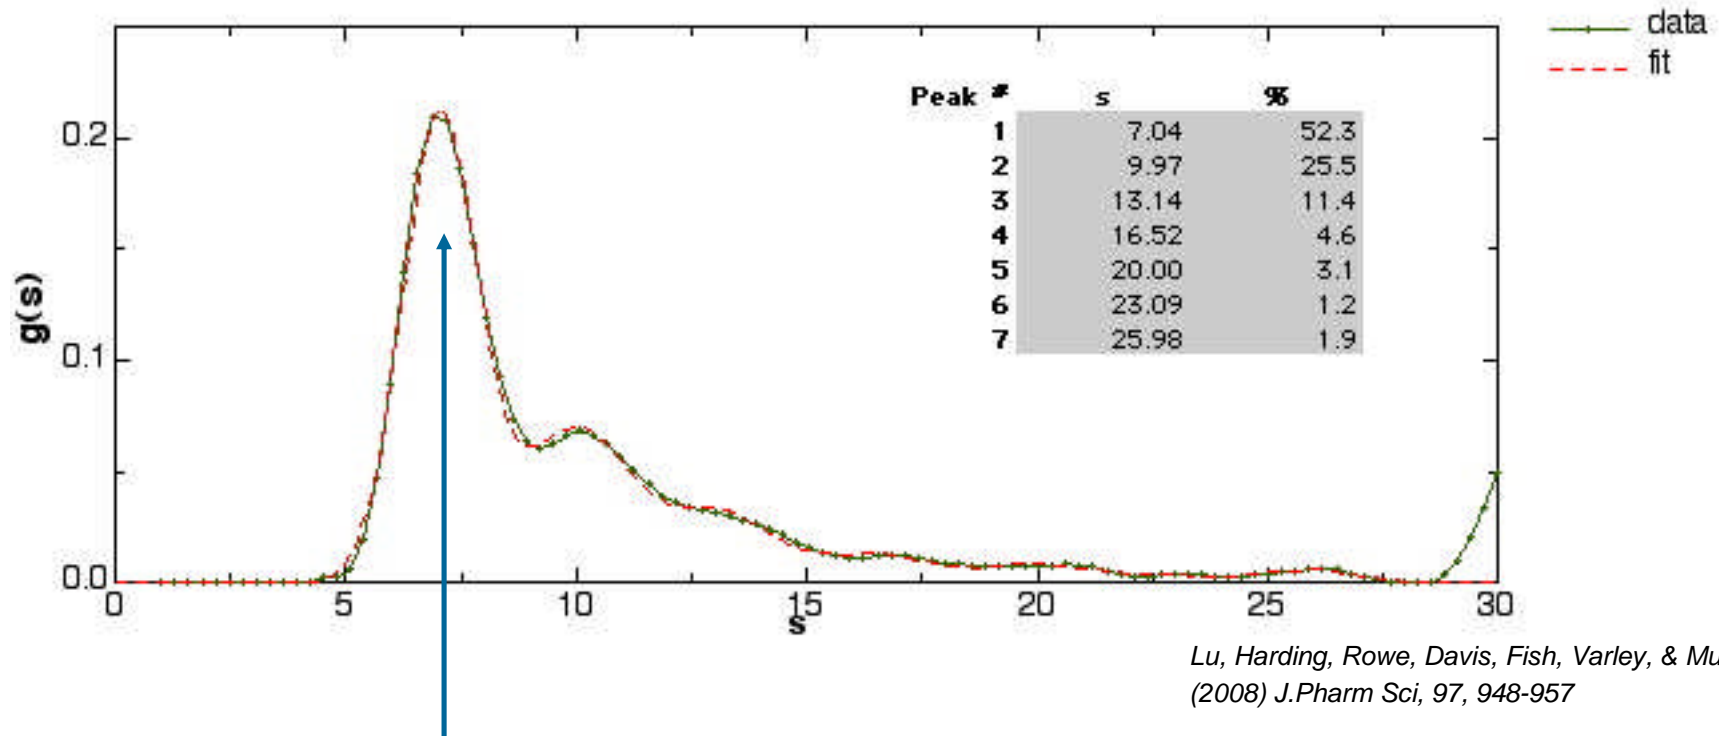 data
fit
Peak # s %
1 7.04 52.3
2 9.97 25.5
3 13.14 11.4
4 16.52 4.6
5 20.00 3.1
6 23.09 1.2
7 25.98 1.9
g(s)
0.2
0.1
0.0
0 5 10 15 20 25 30
s
Lu, Harding, Rowe, Davis, Fish, Varley, & Mu
(2008) J.Pharm Sci, 97, 948-957